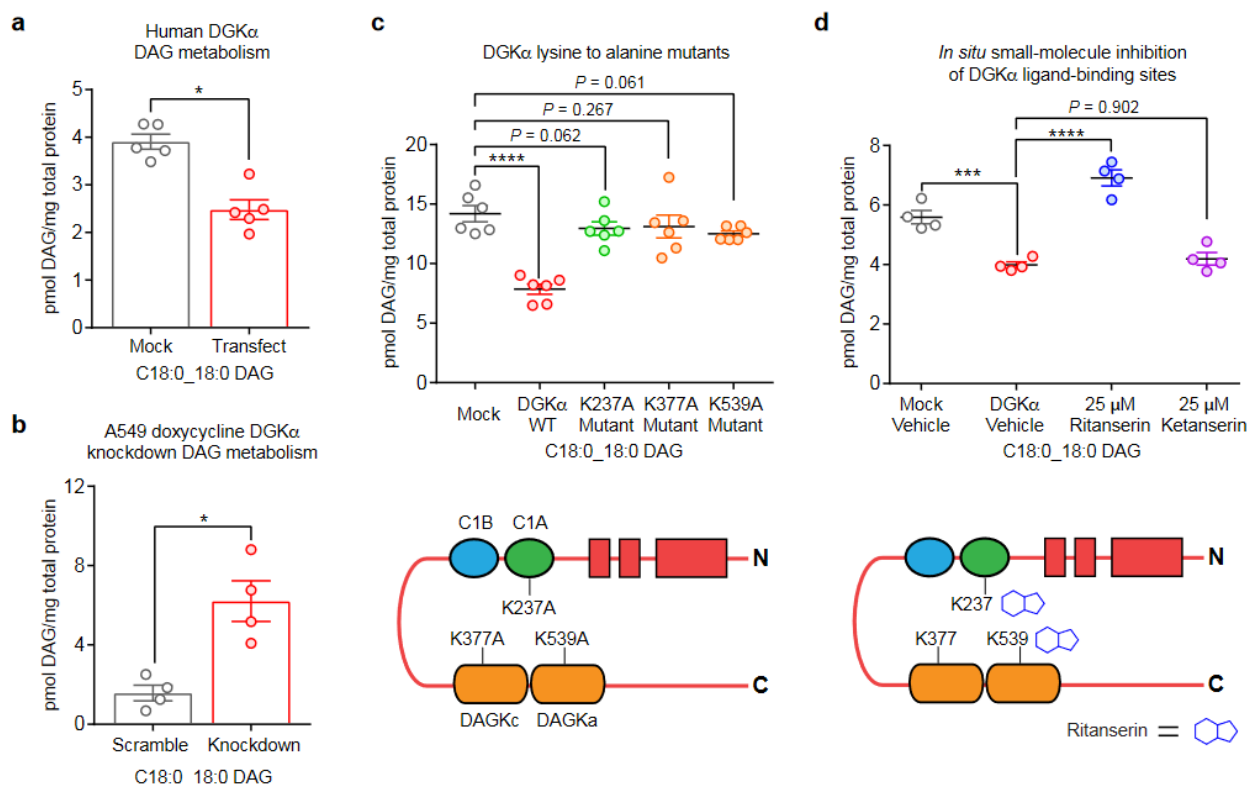 a
Human DGKα
DAG metabolism
*
pmol DAG/mg total protein
5
4
3
2
1
0
Mock
Transfect
C18:0_18:0 DAG
b
A549 doxycycline DGKα
knockdown DAG metabolism
*
pmol DAG/mg total protein
12
9
6
3
0
Scramble
Knockdown
C18:0 18:0 DAG
c
DGKα lysine to alanine mutants
P = 0.061
P = 0.267
P = 0.062
****
pmol DAG/mg total protein
20
15
10
5
0
Mock
DGKα
WT
K237A
Mutant
K377A
Mutant
K539A
Mutant
C18:0_18:0 DAG
C1B
C1A
N
K237A
K377A
K539A
C
DAGKc
DAGKa
d
In situ small-molecule inhibition
of DGKα ligand-binding sites
P = 0.902
****
***
pmol DAG/mg total protein
8
6
4
2
0
Mock
Vehicle
DGKα
Vehicle
25 µM
Ritanserin
25 µM
Ketanserin
C18:0_18:0 DAG
N
K237
K377
K539
C
Ritanserin =